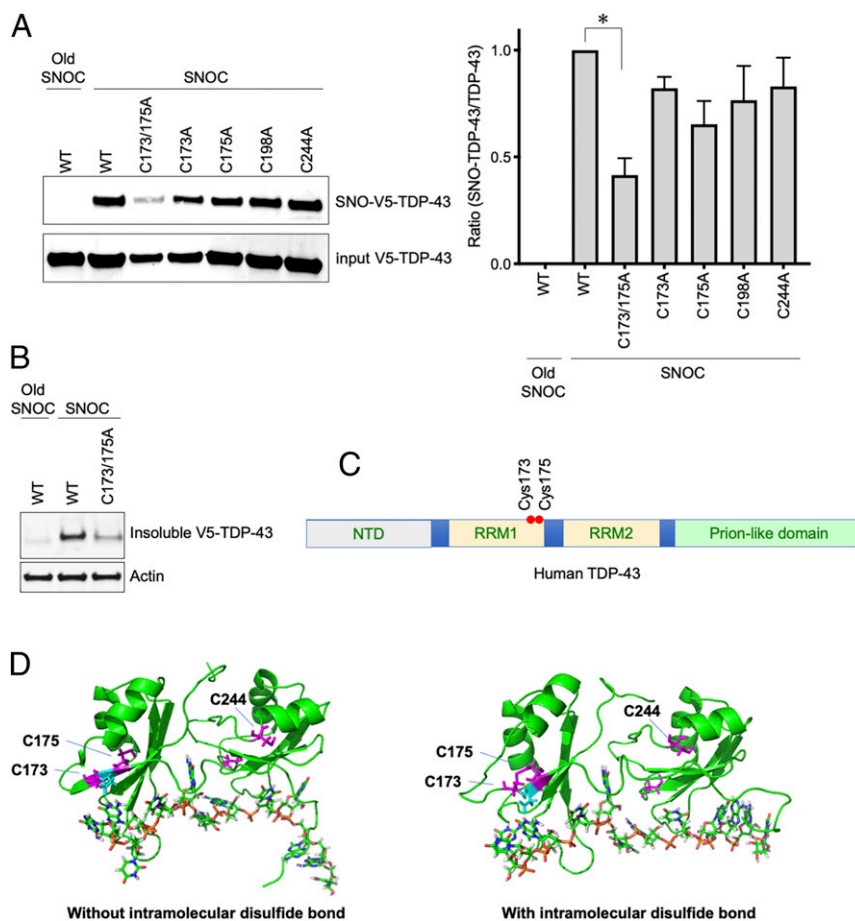 A
Old
SNOC
SNOC
WT
WT
C173/175A
C173A
C175A
C198A
C244A
SNO-V5-TDP-43
input V5-TDP-43
Ratio (SNO-TDP-43/TDP-43)
1.0
0.5
0.0
*
WT
WT
C173/175A
C173A
C175A
C198A
C244A
Old
SNOC
SNOC
B
Old
SNOC
SNOC
WT
WT
C173/175A
Insoluble V5-TDP-43
Actin
C
Cys173
Cys175
NTD
RRM1
RRM2
Prion-like domain
Human TDP-43
D
C244
C175
C173
Without intramolecular disulfide bond
C244
C175
C173
With intramolecular disulfide bond